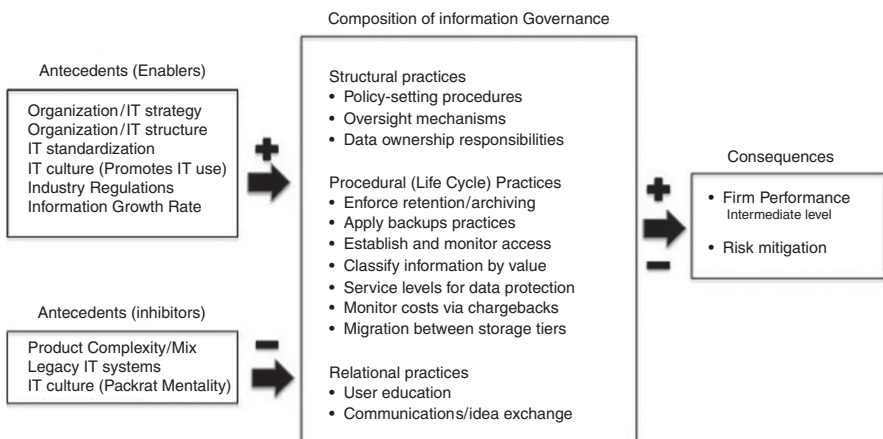 Composition of information Governance
Antecedents (Enablers)
Organization/IT strategy
Organization/IT structure
IT standardization
IT culture (Promotes IT use)
Industry Regulations
Information Growth Rate
Antecedents (inhibitors)
Product Complexity/Mix
Legacy IT systems
IT culture (Packrat Mentality)
Structural practices
• Policy-setting procedures
• Oversight mechanisms
• Data ownership responsibilities
Procedural (Life Cycle) Practices
• Enforce retention/archiving
• Apply backups practices
• Establish and monitor access
• Classify information by value
• Service levels for data protection
• Monitor costs via chargebacks
• Migration between storage tiers
Relational practices
• User education
• Communications/idea exchange
Consequences
• Firm Performance
Intermediate level
• Risk mitigation